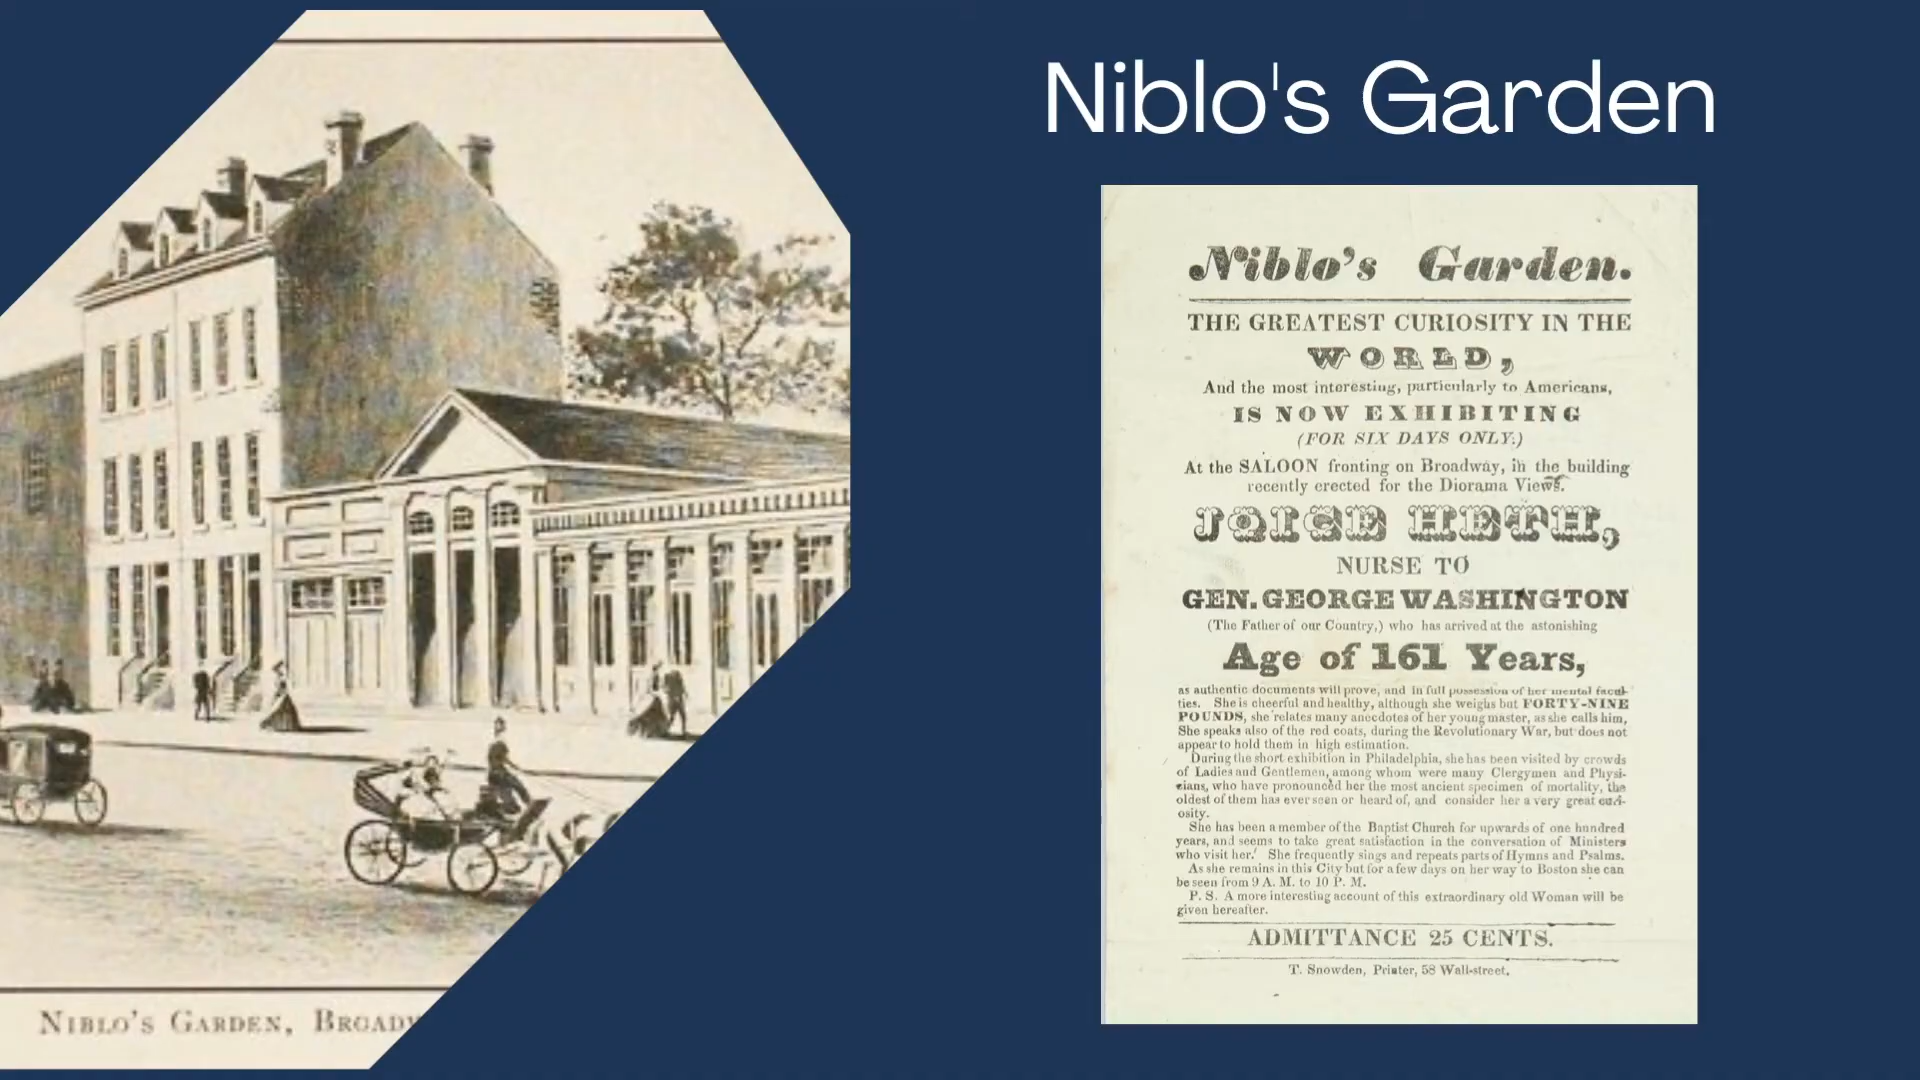 Niblo's Garden
Niblo's Garden.
THE GREATEST CURIOSITY IN THE
WORLD,
And the most interesting, particularly to Americans,
IS NOW EXHIBITING
(FOR SIX DAYS ONLY.)
At the SALOON fronting on Broadway, in the building
recently erected for the Diorama Views.
JOICE HETH,
NURSE TO
GEN. GEORGE WASHINGTON
(The Father of our Country,) who has arrived at the astonishing
Age of 161 Years,
as authentic documents will prove, and in full possession of her mental facul-
ties. She is cheerful and healthy, although she weighs but FORTY-NINE
POUNDS, she relates many anecdotes of her young master, as she calls him,
She speaks also of the red coats, during the Revolutionary War, but does not
appear to hold them in high estimation.
During the short exhibition in Philadelphia, she has been visited by crowds
of Ladies and Gentlemen, among whom were many Clergymen and Physi-
cians, who have pronounced her the most ancient specimen of mortality, the
oldest of them has ever seen or heard of, and consider her a very great curi-
osity.
She has been a member of the Baptist Church for upwards of one hundred
years, and seems to take great satisfaction in the conversation of Ministers
who visit her. She frequently sings and repeats parts of Hymns and Psalms.
As she remains in this City but for a few days on her way to Boston she can
be seen from 9 A. M. to 10 P. M.
P. S. A more interesting account of this extraordinary old Woman will be
given hereafter.
ADMITTANCE 25 CENTS.
T. Snowden, Printer, 58 Wall-street.
NIBLO'S GARDEN, BROADW